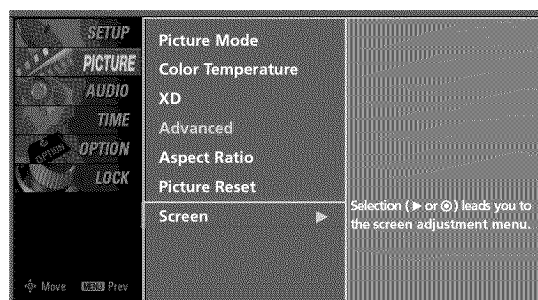 SETUP
PICTURE
AUDIO
TIME
OPTION
LOCK
Move MENU Prev
Picture Mode
Color Temperature
XD
Advanced
Aspect Ratio
Picture Reset
Screen ▶
Selection (▶ or ◉) leads you to
the screen adjustment menu.